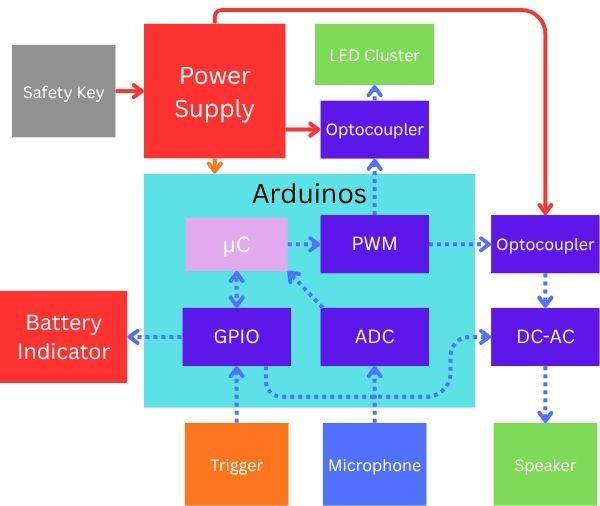 LED Cluster
Power
Supply
Safety Key
Optocoupler
Arduinos
μC
PWM
Optocoupler
Battery
Indicator
GPIO
ADC
DC-AC
Trigger
Microphone
Speaker